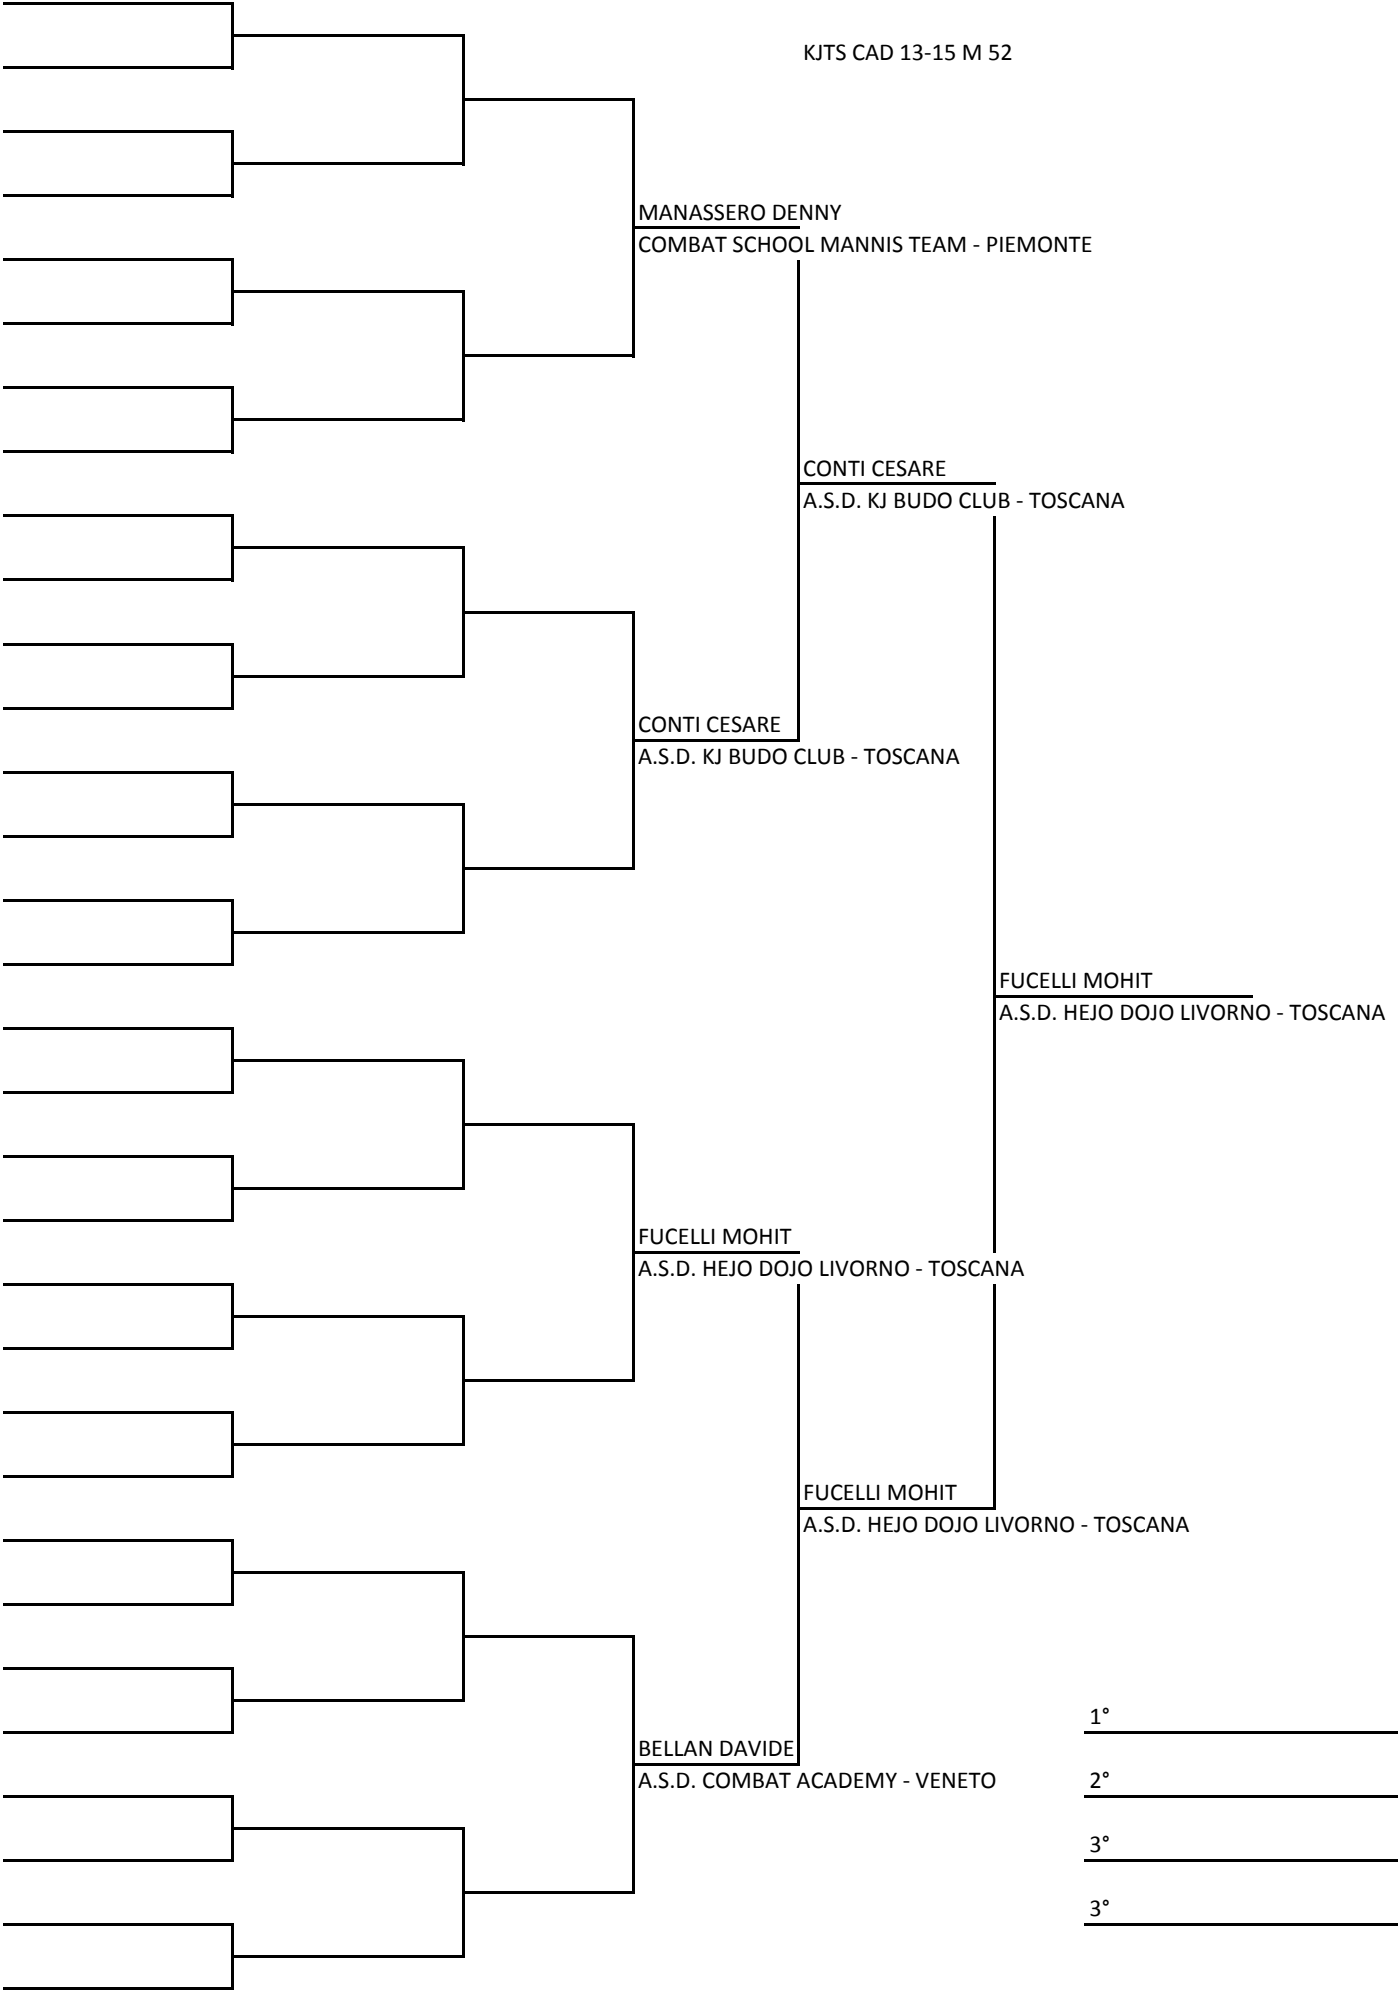 KJTS CAD 13-15 M 52
MANASSERO DENNY
COMBAT SCHOOL MANNIS TEAM - PIEMONTE
CONTI CESARE
A.S.D. KJ BUDO CLUB - TOSCANA
CONTI CESARE
A.S.D. KJ BUDO CLUB - TOSCANA
FUCELLI MOHIT
A.S.D. HEJO DOJO LIVORNO - TOSCANA
FUCELLI MOHIT
A.S.D. HEJO DOJO LIVORNO - TOSCANA
FUCELLI MOHIT
A.S.D. HEJO DOJO LIVORNO - TOSCANA
BELLAN DAVIDE
A.S.D. COMBAT ACADEMY - VENETO
1°
2°
3°
3°